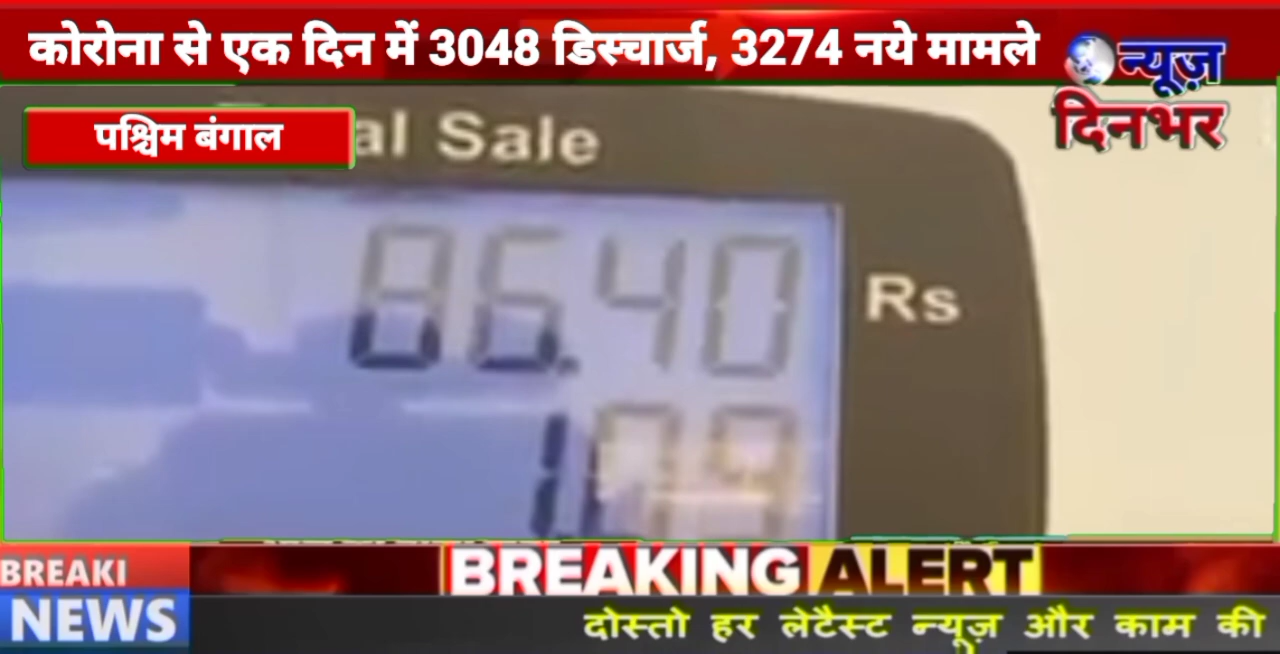 कोरोना से एक दिन में 3048 डिस्चार्ज, 3274 नये मामले
न्यूज़
दिनभर
पश्चिम बंगाल
al Sale
86.40
Rs
BREAKI
NEWS
BREAKING ALERT
दोस्तो हर लेटैस्ट न्यूज़ और काम की